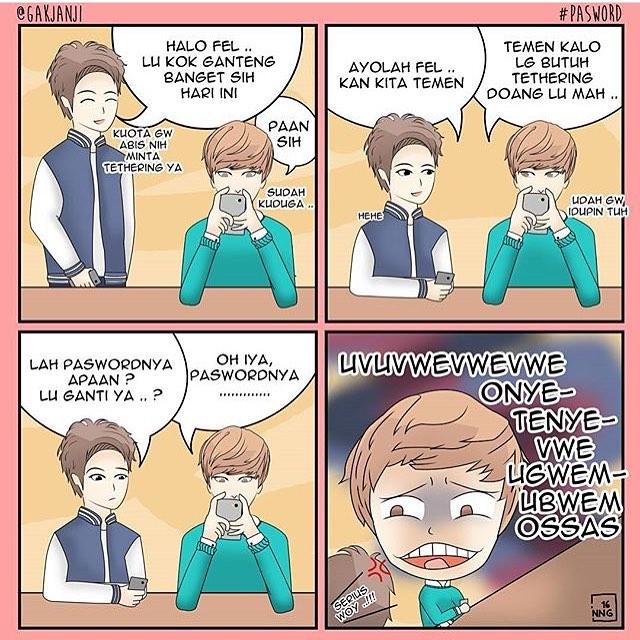 @GAKJANJI
#PASWORD
HALO FEL ..
LU KOK GANTENG
BANGET SIH
HARI INI
KUOTA GW
ABIS NIH
MINTA
TETHERING YA
PAAN
SIH
SUDAH
KUDUGA ..
AYOLAH FEL ..
KAN KITA TEMEN
HEHE
TEMEN KALO
LG BUTUH
TETHERING
DOANG LU MAH ..
UDAH GW
IDUPIN TUH
LAH PASWORDNYA
APAAN ?
LU GANTI YA .. ?
OH IYA,
PASWORDNYA
.............
UVUVWEVWEVWE
ONYE-
TENYE-
VWE
UGWEM-
UBWEM
OSSAS
SERIUS
WOY ..!!!
16
NNG